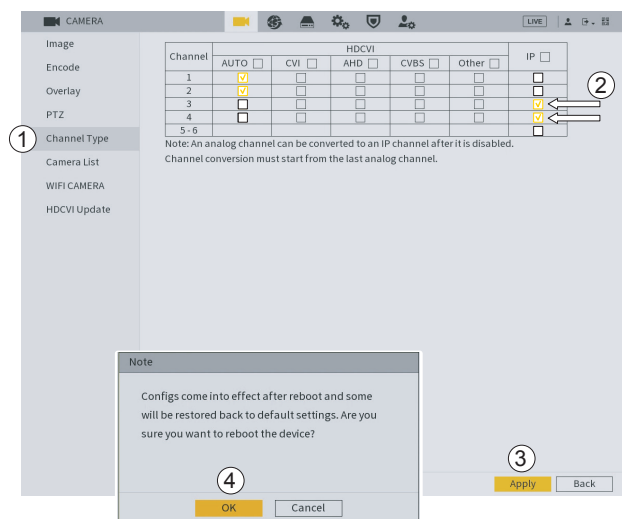 CAMERA
LIVE
Image
Encode
Overlay
PTZ
Channel Type
Camera List
WIFI CAMERA
HDCVI Update
Channel HDCVI IP
AUTO CVI AHD CVBS Other
1
2
3
4
5 - 6
Note: An analog channel can be converted to an IP channel after it is disabled.
Channel conversion must start from the last analog channel.
1
2
Note
Configs come into effect after reboot and some
will be restored back to default settings. Are you
sure you want to reboot the device?
4
OK Cancel
3
Apply Back